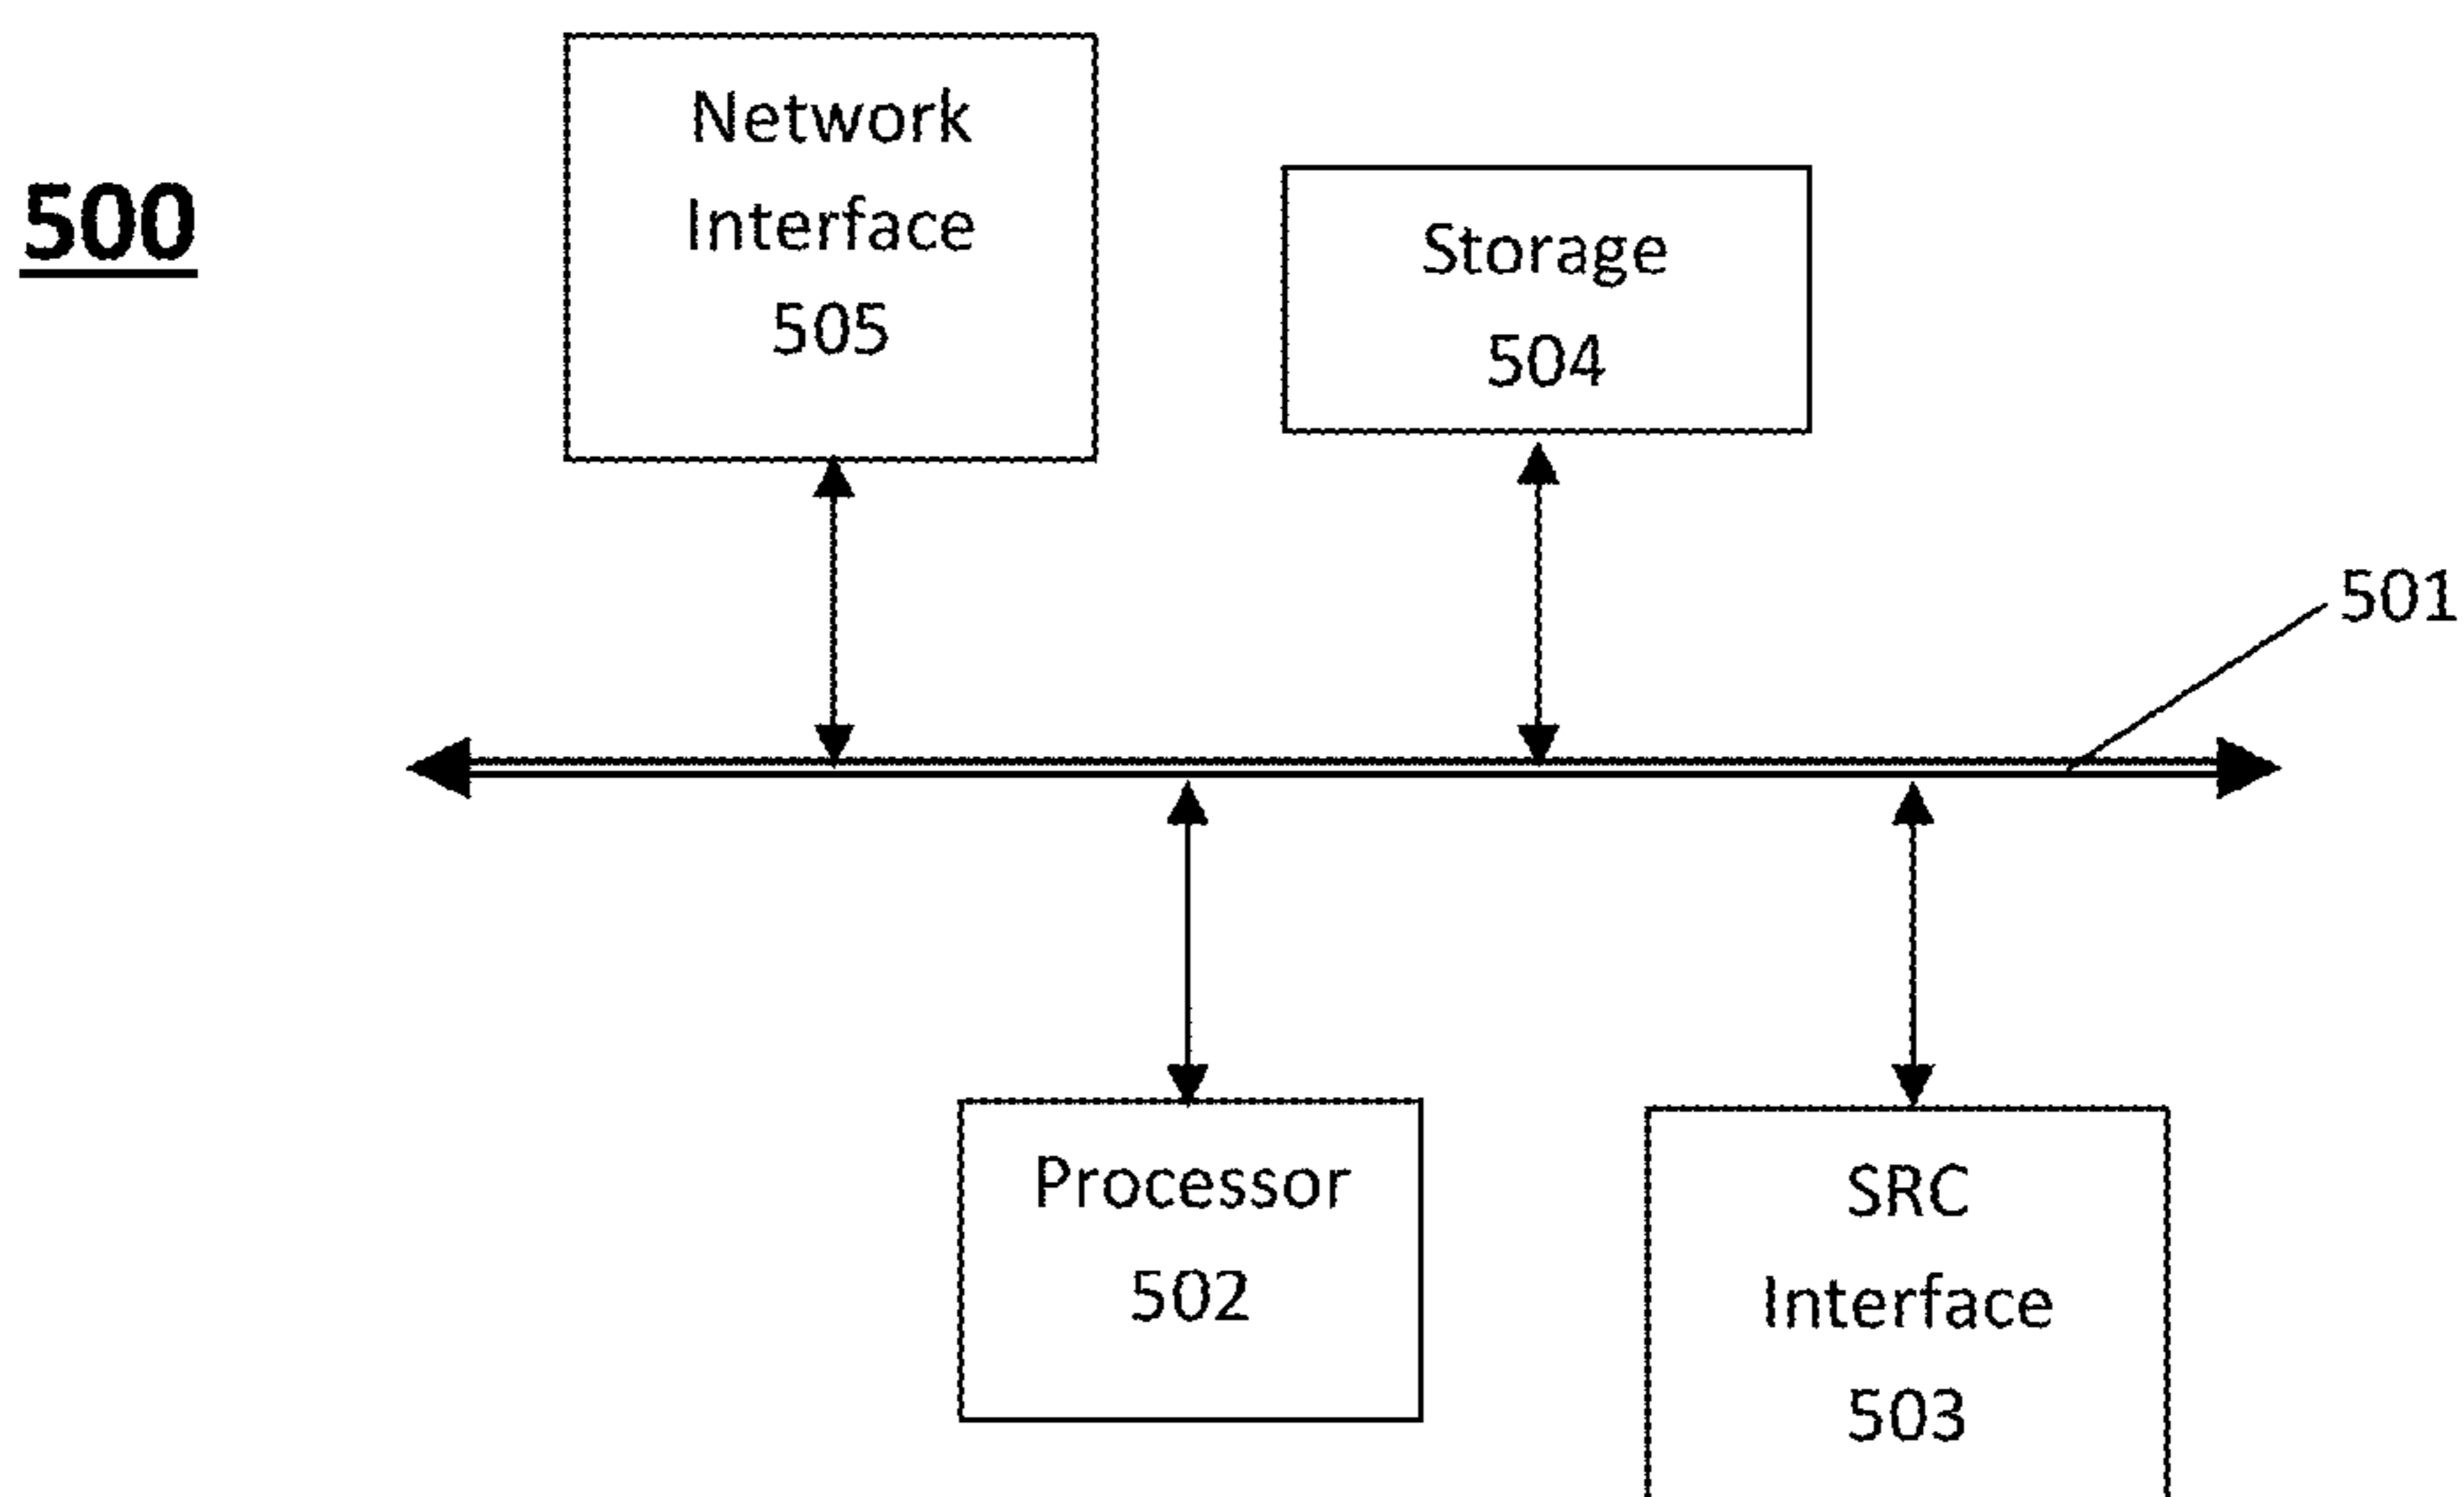 500
Network
Interface
505
Storage
504
501
Processor
502
SRC
Interface
503